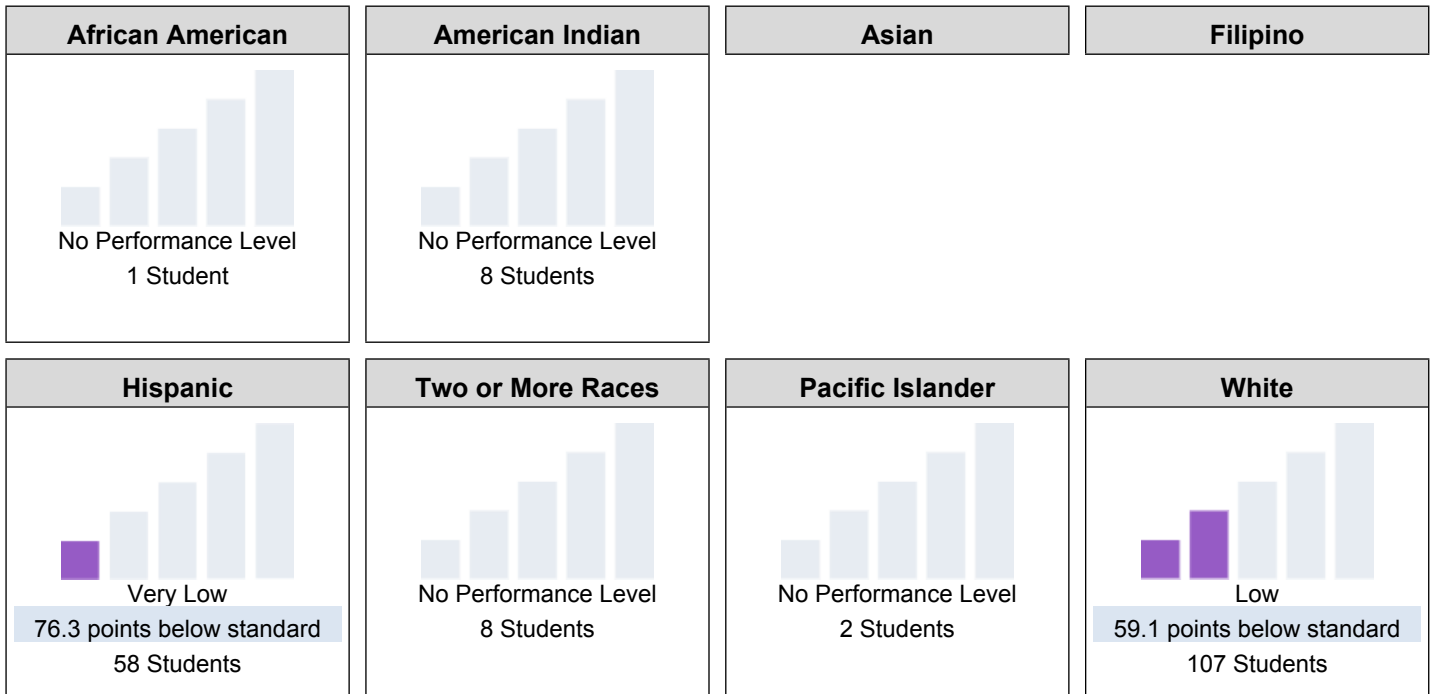 African American
American Indian
Asian
Filipino
No Performance Level
1 Student
No Performance Level
8 Students
Hispanic
Two or More Races
Pacific Islander
White
Very Low
76.3 points below standard
58 Students
No Performance Level
8 Students
No Performance Level
2 Students
Low
59.1 points below standard
107 Students